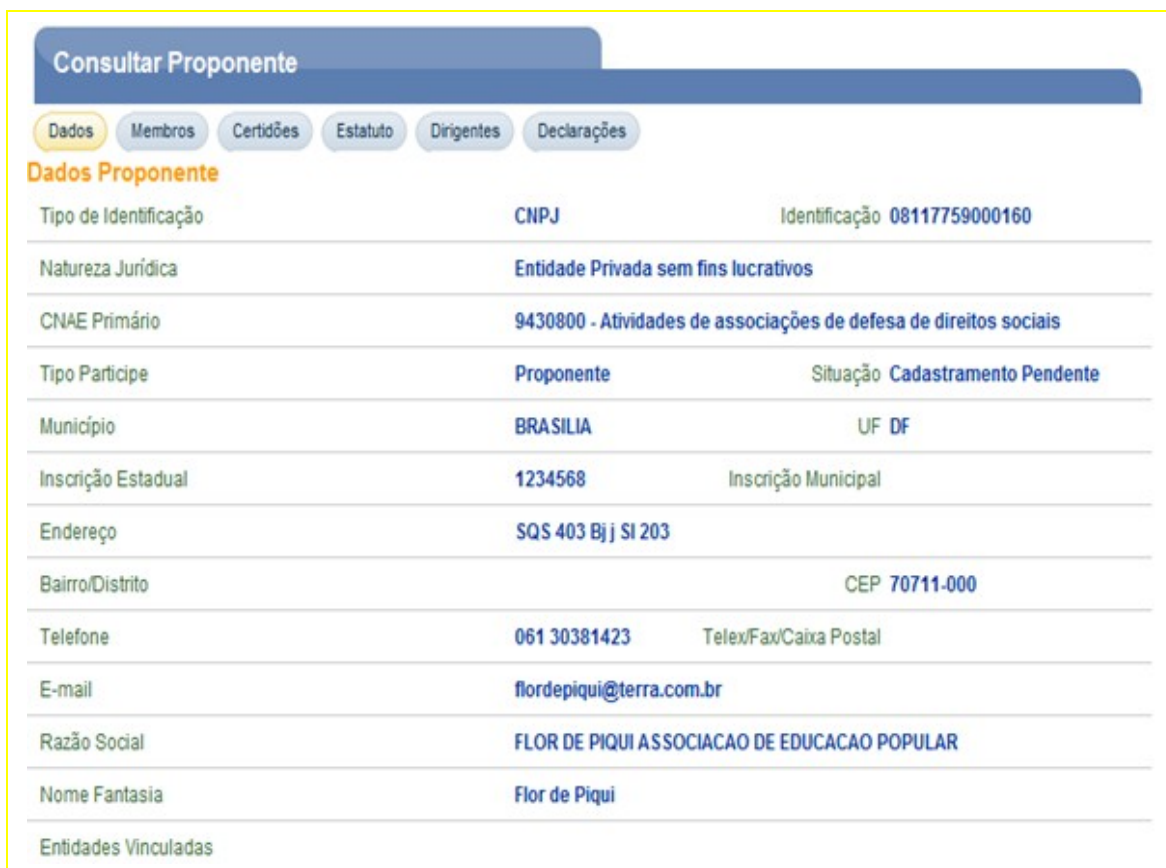 Consultar Proponente
Dados Membros Certidões Estatuto Dirigentes Declarações
Dados Proponente
Tipo de Identificação CNPJ Identificação 08117759000160
Natureza Jurídica Entidade Privada sem fins lucrativos
CNAE Primário 9430800 - Atividades de associações de defesa de direitos sociais
Tipo Participe Proponente Situação Cadastramento Pendente
Município BRASILIA UF DF
Inscrição Estadual 1234568 Inscrição Municipal
Endereço SQS 403 Bj j Sl 203
Bairro/Distrito CEP 70711-000
Telefone 061 30381423 Telex/Fax/Caixa Postal
E-mail flordepiqui@terra.com.br
Razão Social FLOR DE PIQUI ASSOCIACAO DE EDUCACAO POPULAR
Nome Fantasia Flor de Piqui
Entidades Vinculadas